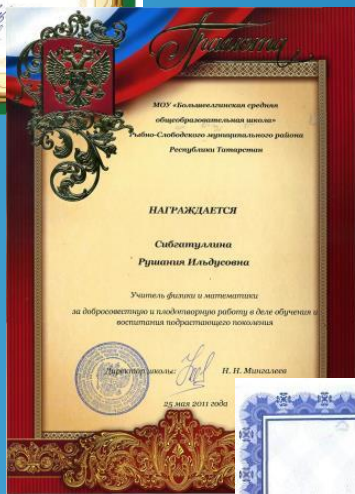 Грамота
МОУ «Большеелгинская средняя
общеобразовательная школа»
Рыбно-Слободского муниципального района
Республики Татарстан
НАГРАЖДАЕТСЯ
Сибгатуллина
Рушания Ильдусовна
Учитель физики и математики
за добросовестную и плодотворную работу в деле обучения и
воспитания подрастающего поколения
Директор школы: Н. Н. Мингалеев
25 мая 2011 года